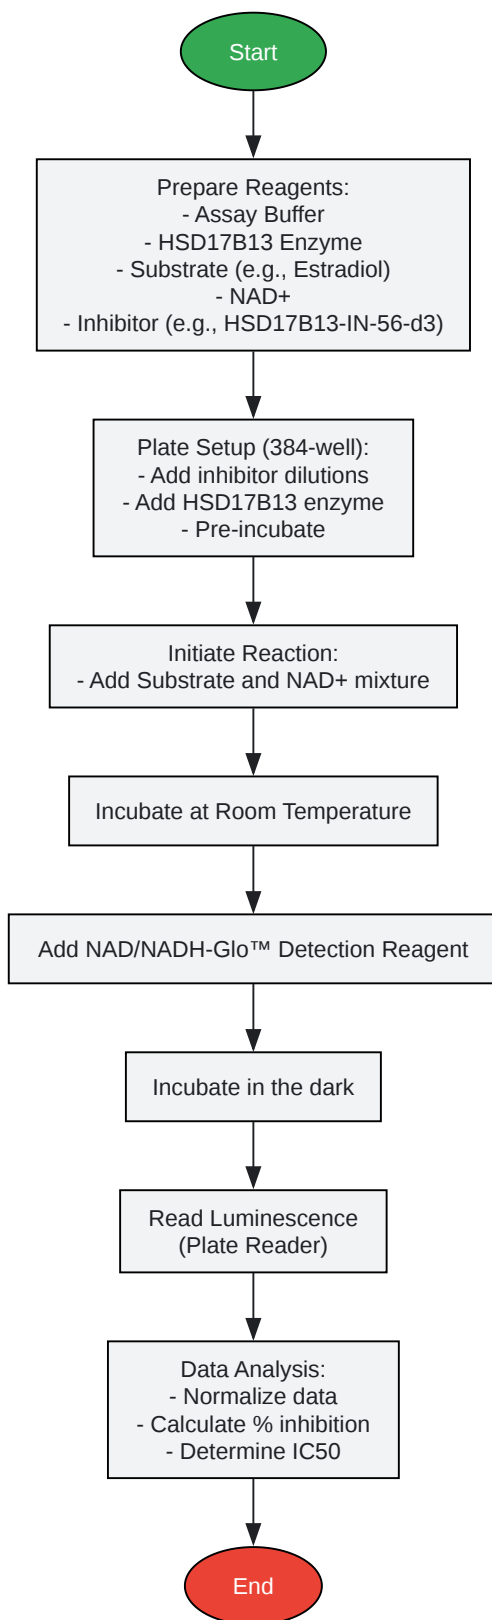 Start
Prepare Reagents:
- Assay Buffer
- HSD17B13 Enzyme
- Substrate (e.g., Estradiol)
- NAD+
- Inhibitor (e.g., HSD17B13-IN-56-d3)
Plate Setup (384-well):
- Add inhibitor dilutions
- Add HSD17B13 enzyme
- Pre-incubate
Initiate Reaction:
- Add Substrate and NAD+ mixture
Incubate at Room Temperature
Add NAD/NADH-Glo™ Detection Reagent
Incubate in the dark
Read Luminescence
(Plate Reader)
Data Analysis:
- Normalize data
- Calculate % inhibition
- Determine IC50
End